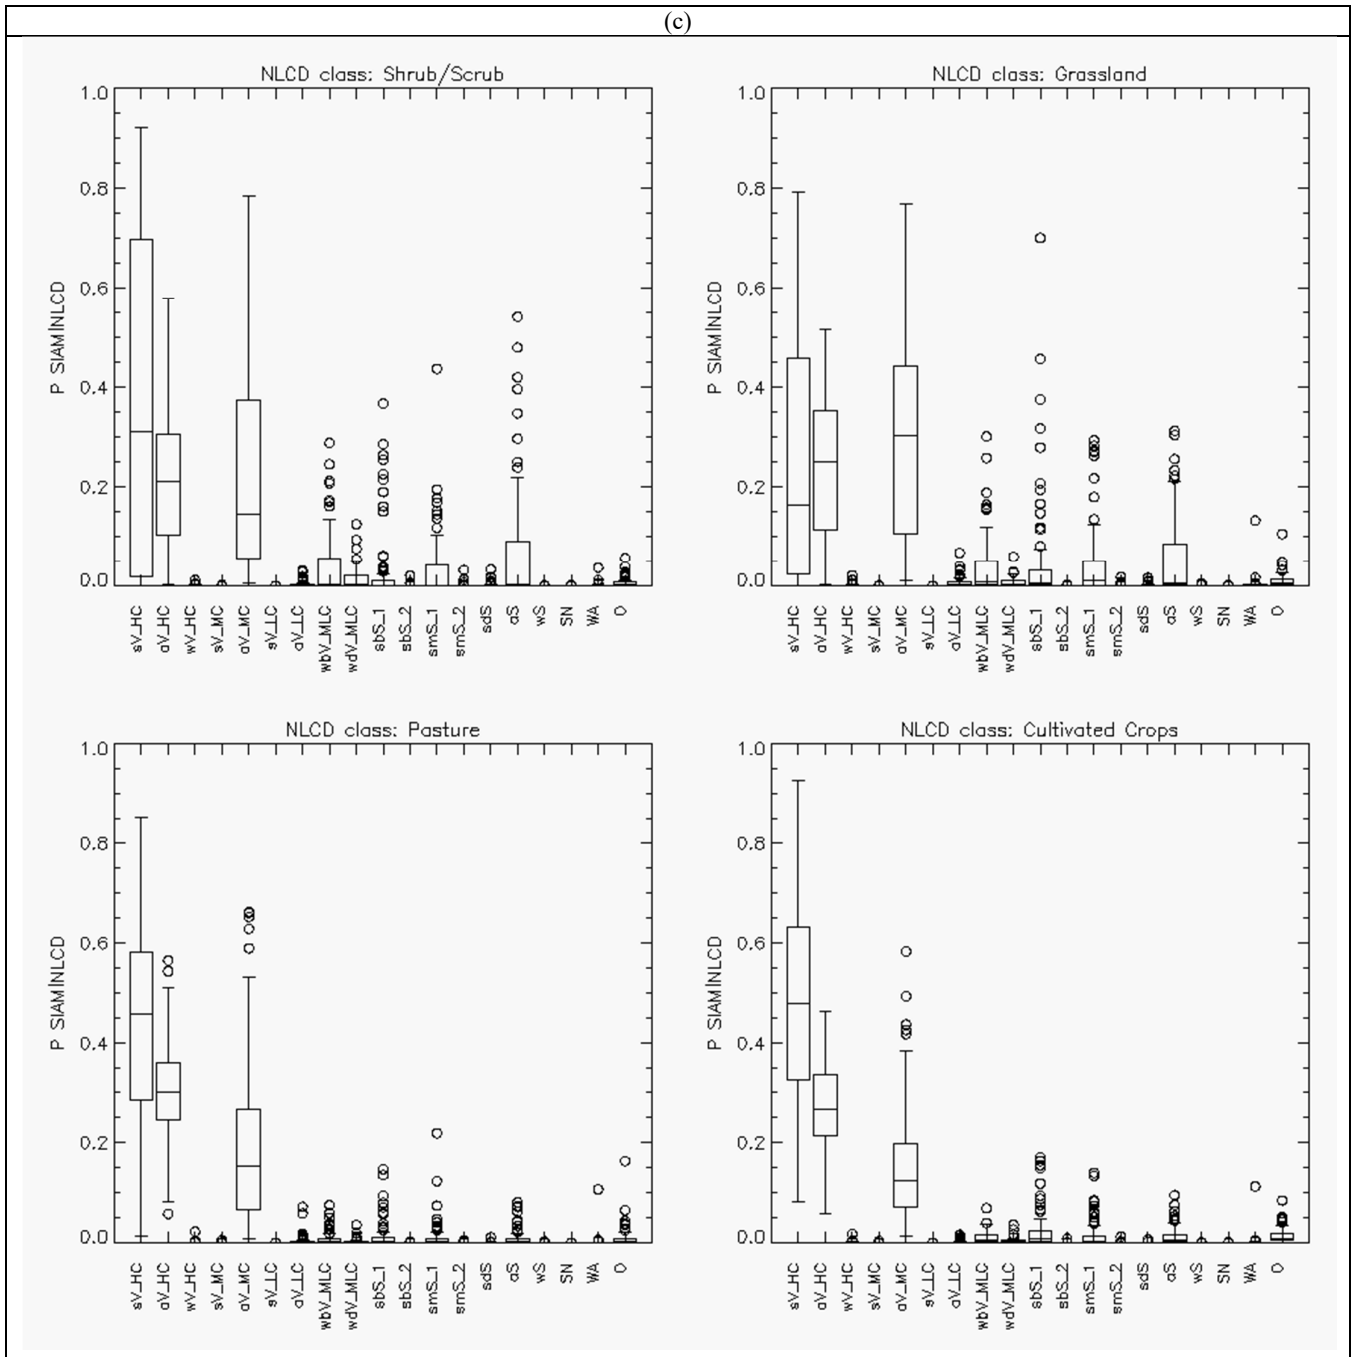 (c)
NLCD class: Shrub/Scrub
1.0
0.8
0.6
0.4
0.2
0.0
P SIAM|NLCD
sV_HC
aV_HC
wV_HC
sV_MC
aV_MC
sV_LC
aV_LC
wbV_MLC
wdV_MLC
sbS_1
sbS_2
smS_1
smS_2
sdS
aS
wS
SN
WA
O
NLCD class: Grassland
1.0
0.8
0.6
0.4
0.2
0.0
P SIAM|NLCD
sV_HC
aV_HC
wV_HC
sV_MC
aV_MC
sV_LC
aV_LC
wbV_MLC
wdV_MLC
sbS_1
sbS_2
smS_1
smS_2
sdS
aS
wS
SN
WA
O
NLCD class: Pasture
1.0
0.8
0.6
0.4
0.2
0.0
P SIAM|NLCD
sV_HC
aV_HC
wV_HC
sV_MC
aV_MC
sV_LC
aV_LC
wbV_MLC
wdV_MLC
sbS_1
sbS_2
smS_1
smS_2
sdS
aS
wS
SN
WA
O
NLCD class: Cultivated Crops
1.0
0.8
0.6
0.4
0.2
0.0
P SIAM|NLCD
sV_HC
aV_HC
wV_HC
sV_MC
aV_MC
sV_LC
aV_LC
wbV_MLC
wdV_MLC
sbS_1
sbS_2
smS_1
smS_2
sdS
aS
wS
SN
WA
O